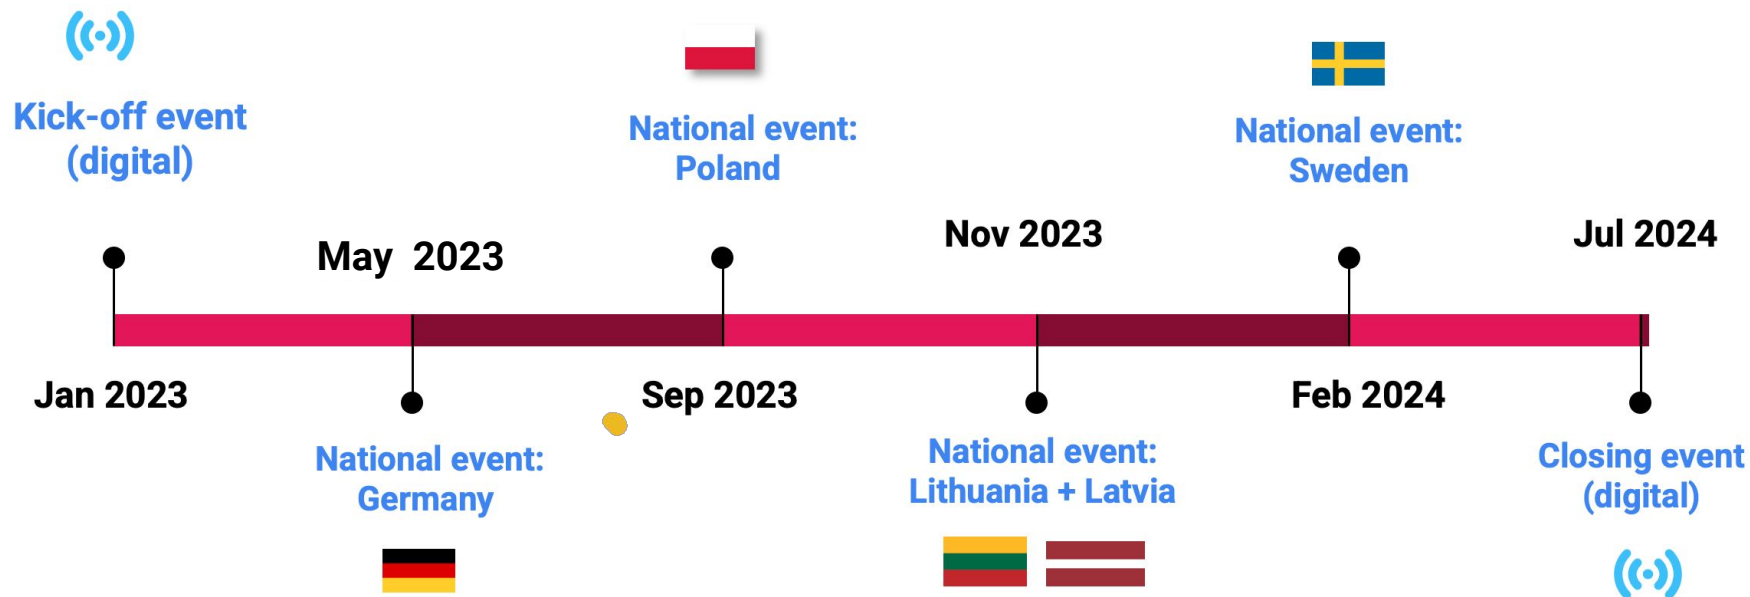 Kick-off event
(digital)
National event:
Poland
National event:
Sweden
May 2023
Nov 2023
Jul 2024
Jan 2023
Sep 2023
Feb 2024
National event:
Germany
National event:
Lithuania + Latvia
Closing event
(digital)